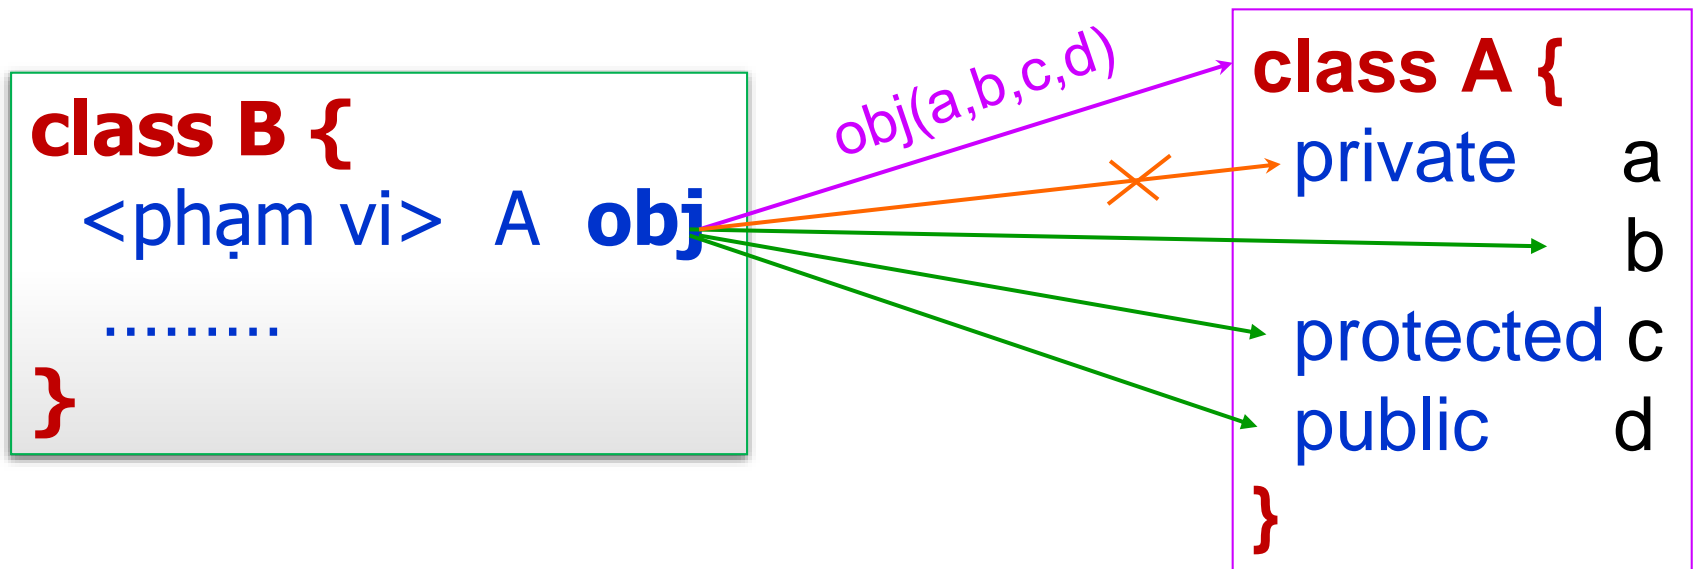 class B {
<phạm vi> A obj
.........
}
obj(a,b,c,d)
class A {
private a
b
protected c
public d
}